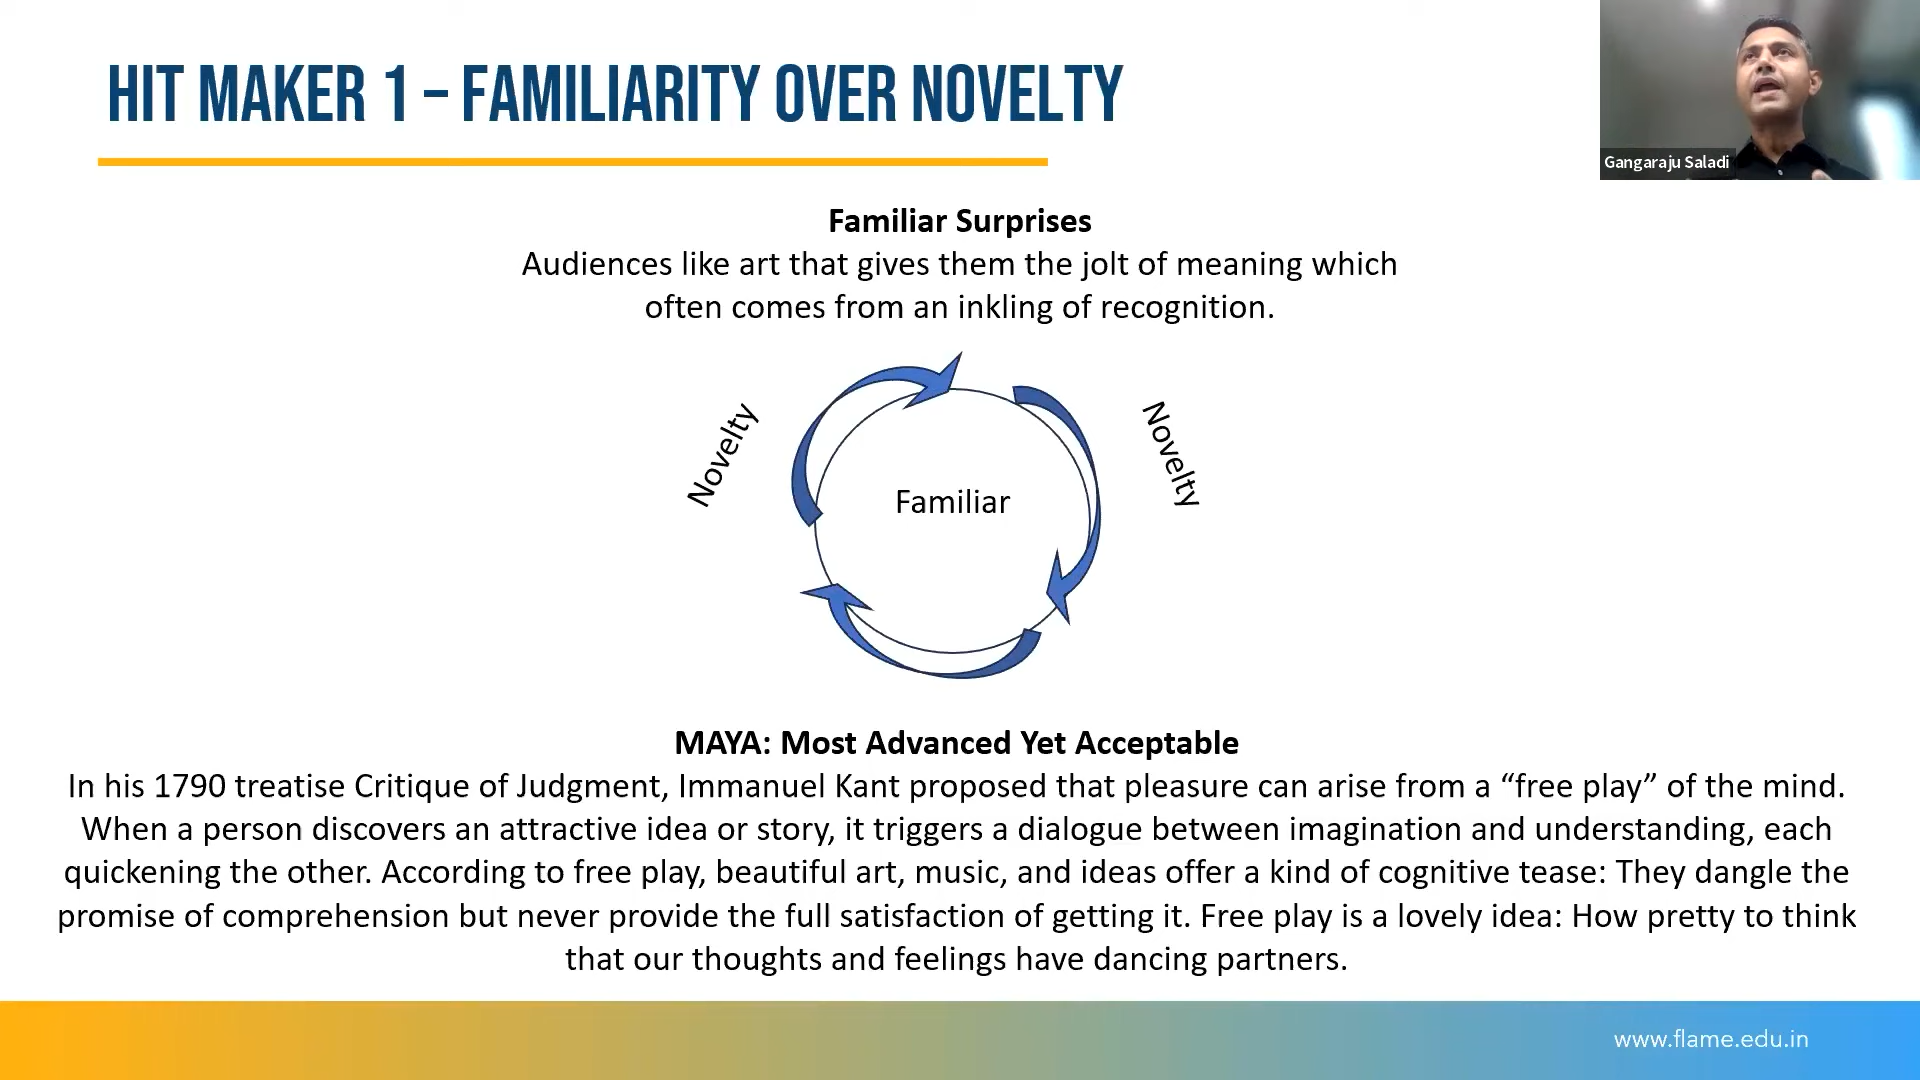 HIT MAKER 1 – FAMILIARITY OVER NOVELTY
Gangaraju Saladi
Familiar Surprises
Audiences like art that gives them the jolt of meaning which
often comes from an inkling of recognition.
Novelty
Novelty
Familiar
MAYA: Most Advanced Yet Acceptable
In his 1790 treatise Critique of Judgment, Immanuel Kant proposed that pleasure can arise from a “free play” of the mind.
When a person discovers an attractive idea or story, it triggers a dialogue between imagination and understanding, each
quickening the other. According to free play, beautiful art, music, and ideas offer a kind of cognitive tease: They dangle the
promise of comprehension but never provide the full satisfaction of getting it. Free play is a lovely idea: How pretty to think
that our thoughts and feelings have dancing partners.
www.flame.edu.in